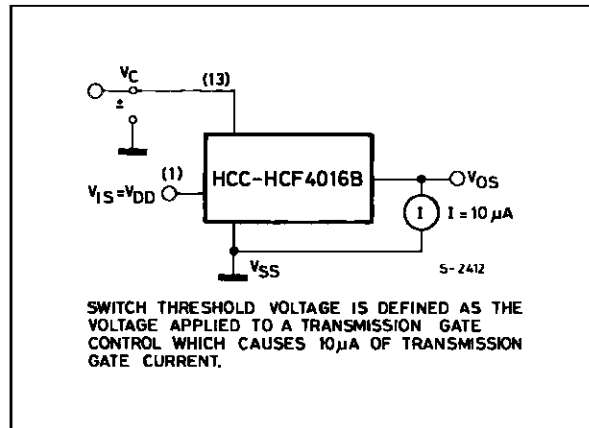 VC (13)
±
(1)
VIS=VDD
HCC-HCF4016B
VOS
I I=10 µA
VSS
S-2412
SWITCH THRESHOLD VOLTAGE IS DEFINED AS THE
VOLTAGE APPLIED TO A TRANSMISSION GATE
CONTROL WHICH CAUSES 10µA OF TRANSMISSION
GATE CURRENT.